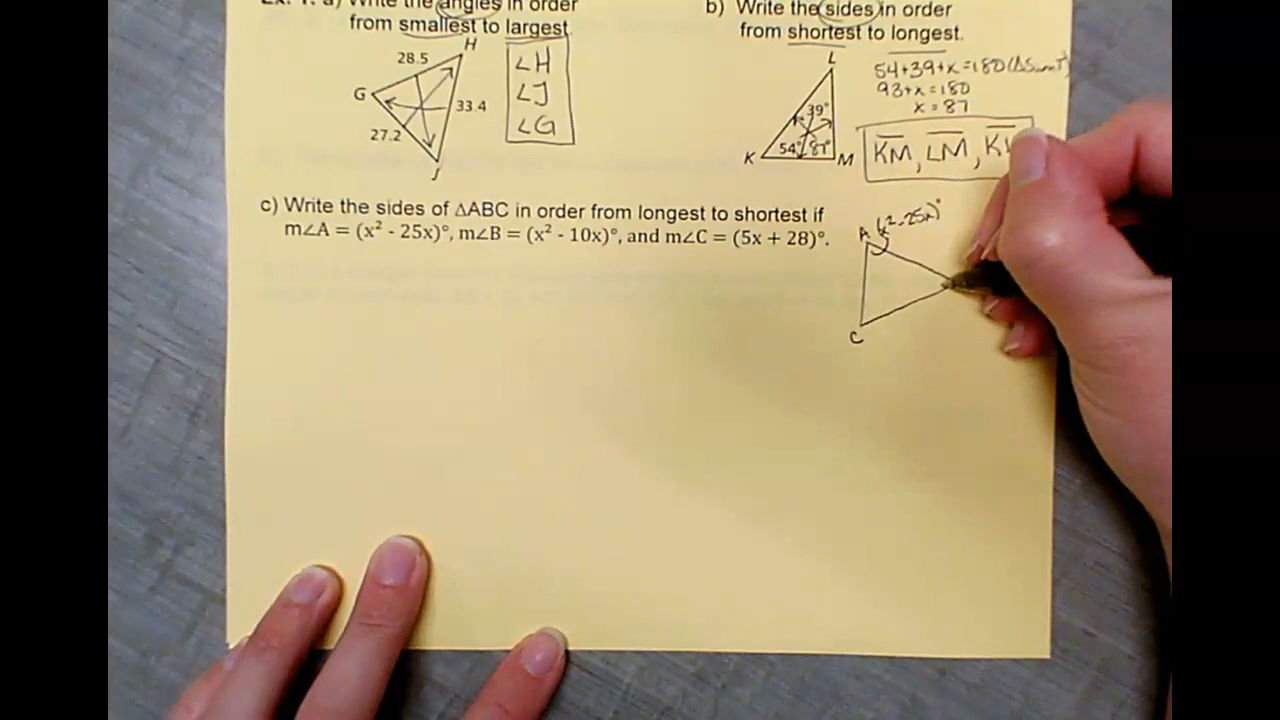 Ex. 1: a) Write the angles in order
from smallest to largest.
H
28.5
G
33.4
27.2
J
∠H
∠J
∠G
b) Write the sides in order
from shortest to longest.
L
39°
54°
87°
K
M
54+39+x=180 (ΔSum T)
93+x=180
x=87
KM, LM,
c) Write the sides of ΔABC in order from longest to shortest if
m∠A = (x² - 25x)°, m∠B = (x² - 10x)°, and m∠C = (5x + 28)°.
A (x²-25x)°
C